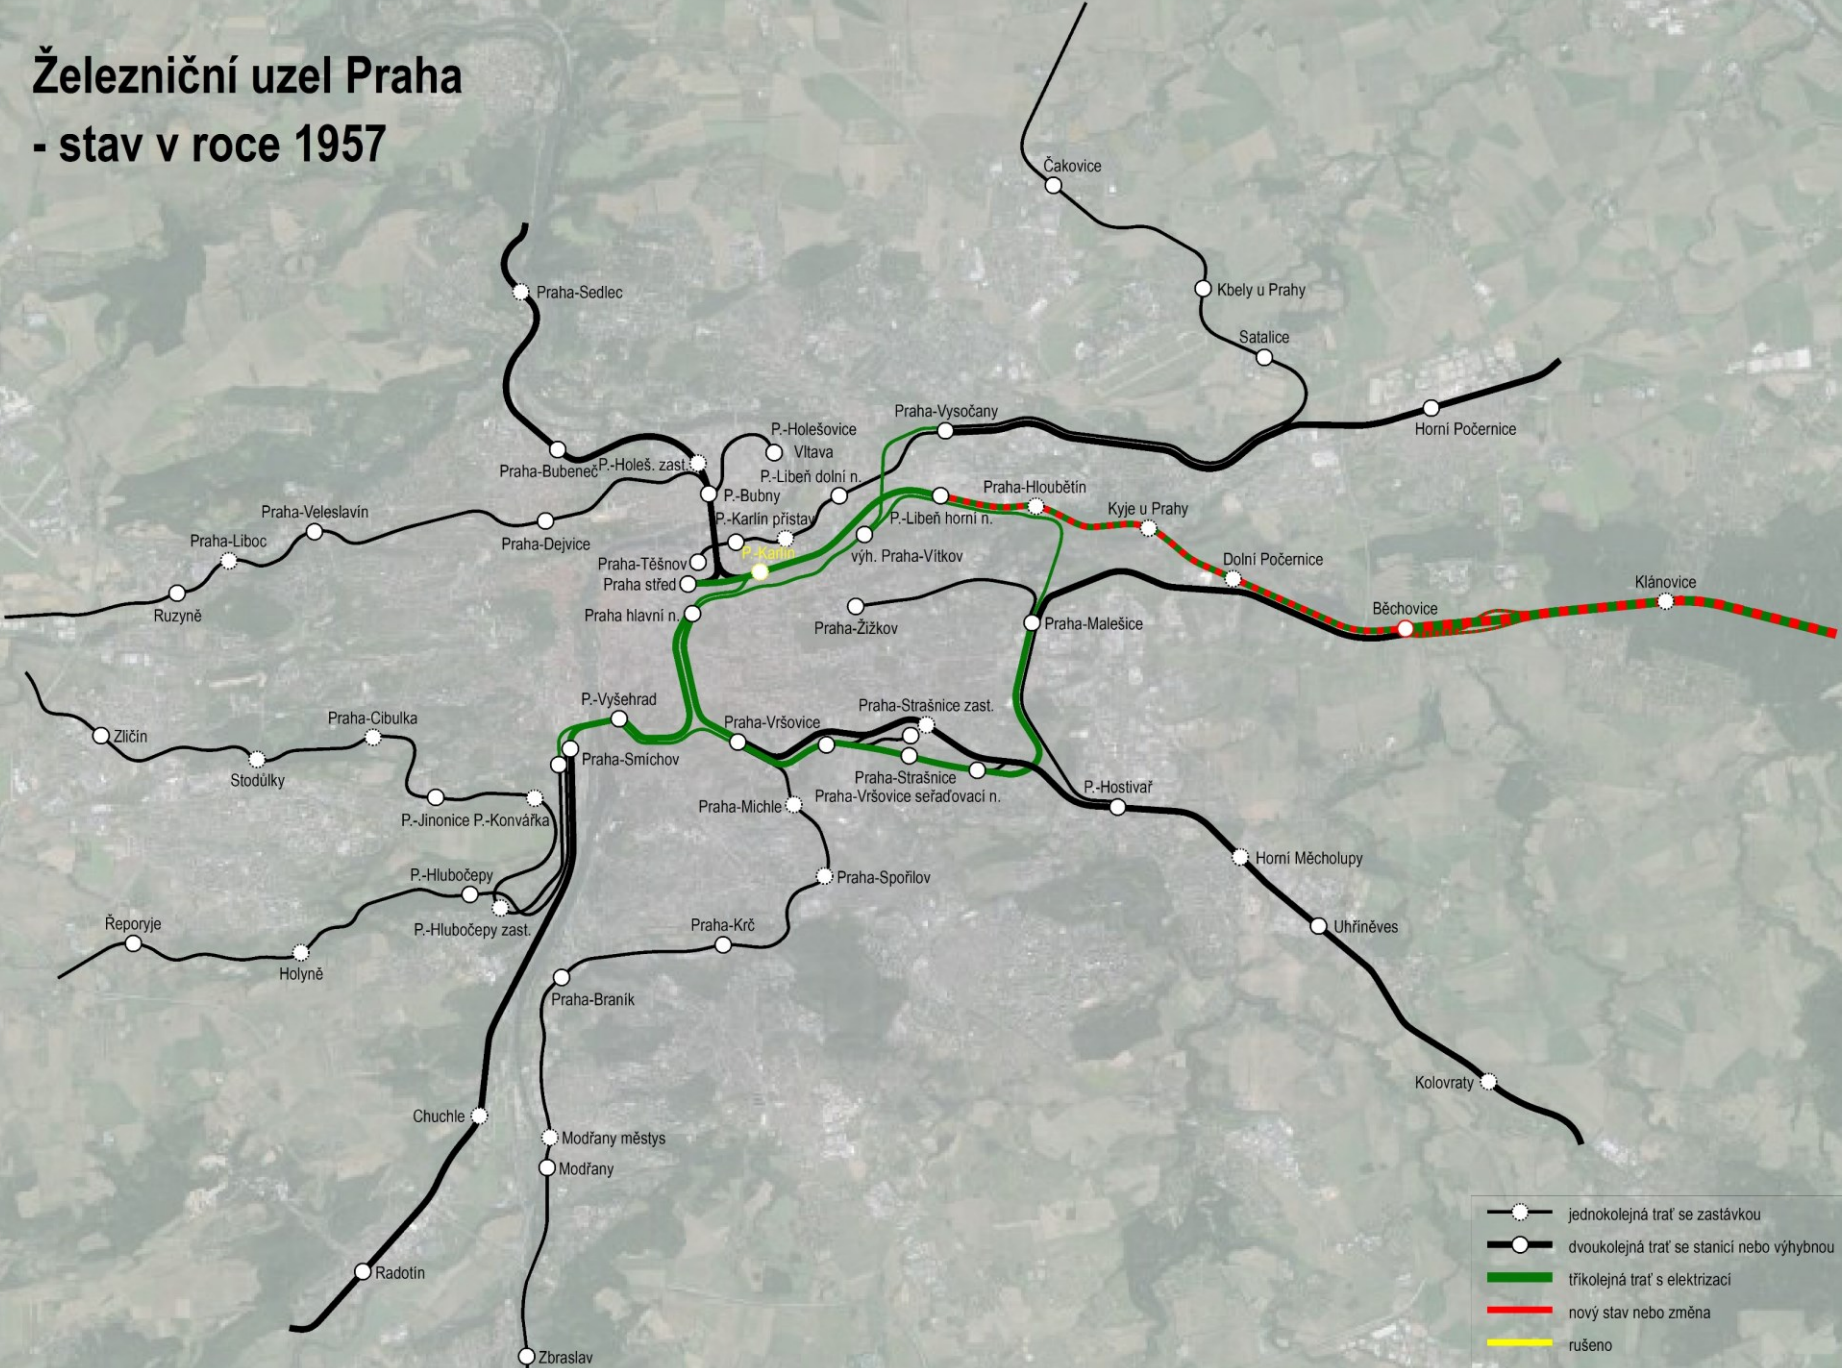 Železniční uzel Praha
- stav v roce 1957
Čakovice
Praha-Sedlec
Kbely u Prahy
Satalice
Praha-Vysočany
Horní Počernice
P.-Holešovice
Vltava
Praha-Bubeneč
P.-Holeš. zast.
P.-Libeň dolní n.
P.-Bubny
Praha-Hloubětín
Kyje u Prahy
Praha-Veleslavín
P.-Karlín přístav
P.-Libeň horní n.
Praha-Liboc
Praha-Dejvice
P.-Karlín
výh. Praha-Vítkov
Praha-Těšnov
Dolní Počernice
Praha střed
Klánovice
Ruzyně
Praha hlavní n.
Praha-Žižkov
Praha-Malešice
Běchovice
P.-Vyšehrad
Praha-Strašnice zast.
Praha-Cibulka
Praha-Vršovice
Zličín
Praha-Smíchov
Stodůlky
Praha-Strašnice
Praha-Vršovice seřaďovací n.
P.-Hostivař
Praha-Michle
P.-Jinonice
P.-Konvářka
Horní Měcholupy
P.-Hlubočepy
Praha-Spořilov
Řeporyje
P.-Hlubočepy zast.
Praha-Krč
Uhříněves
Holyně
Praha-Braník
Kolovraty
Chuchle
Modřany městys
Modřany
Radotín
Zbraslav
jednokolejná trať se zastávkou
dvoukolejná trať se stanicí nebo výhybnou
tříkolejná trať s elektrizací
nový stav nebo změna
rušeno